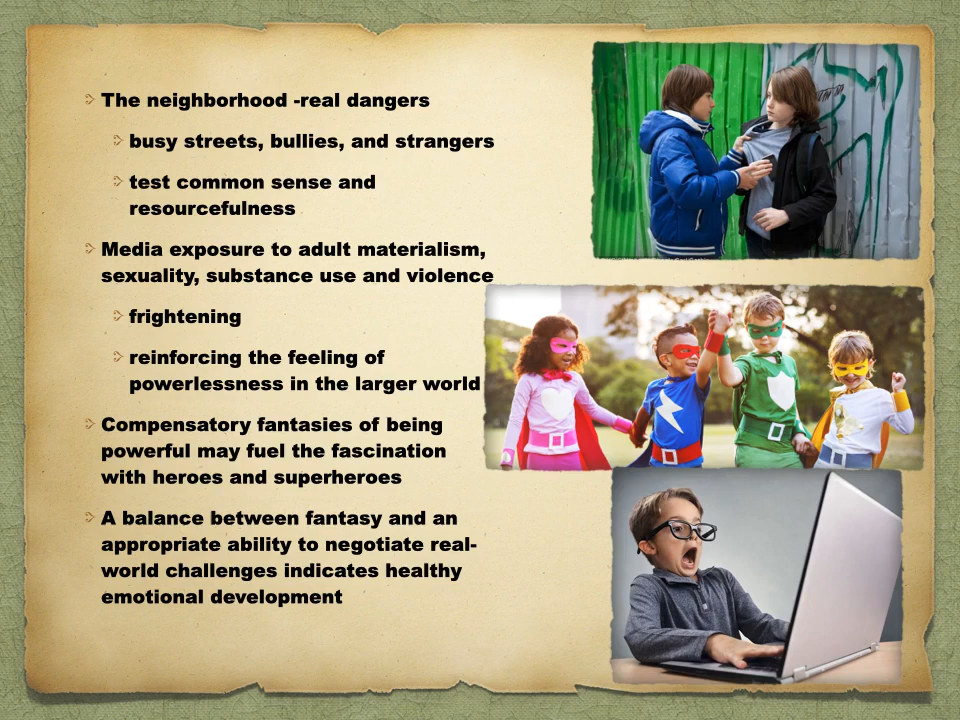 The neighborhood -real dangers
busy streets, bullies, and strangers
test common sense and
resourcefulness
Media exposure to adult materialism,
sexuality, substance use and violence
frightening
reinforcing the feeling of
powerlessness in the larger world
Compensatory fantasies of being
powerful may fuel the fascination
with heroes and superheroes
A balance between fantasy and an
appropriate ability to negotiate real-
world challenges indicates healthy
emotional development